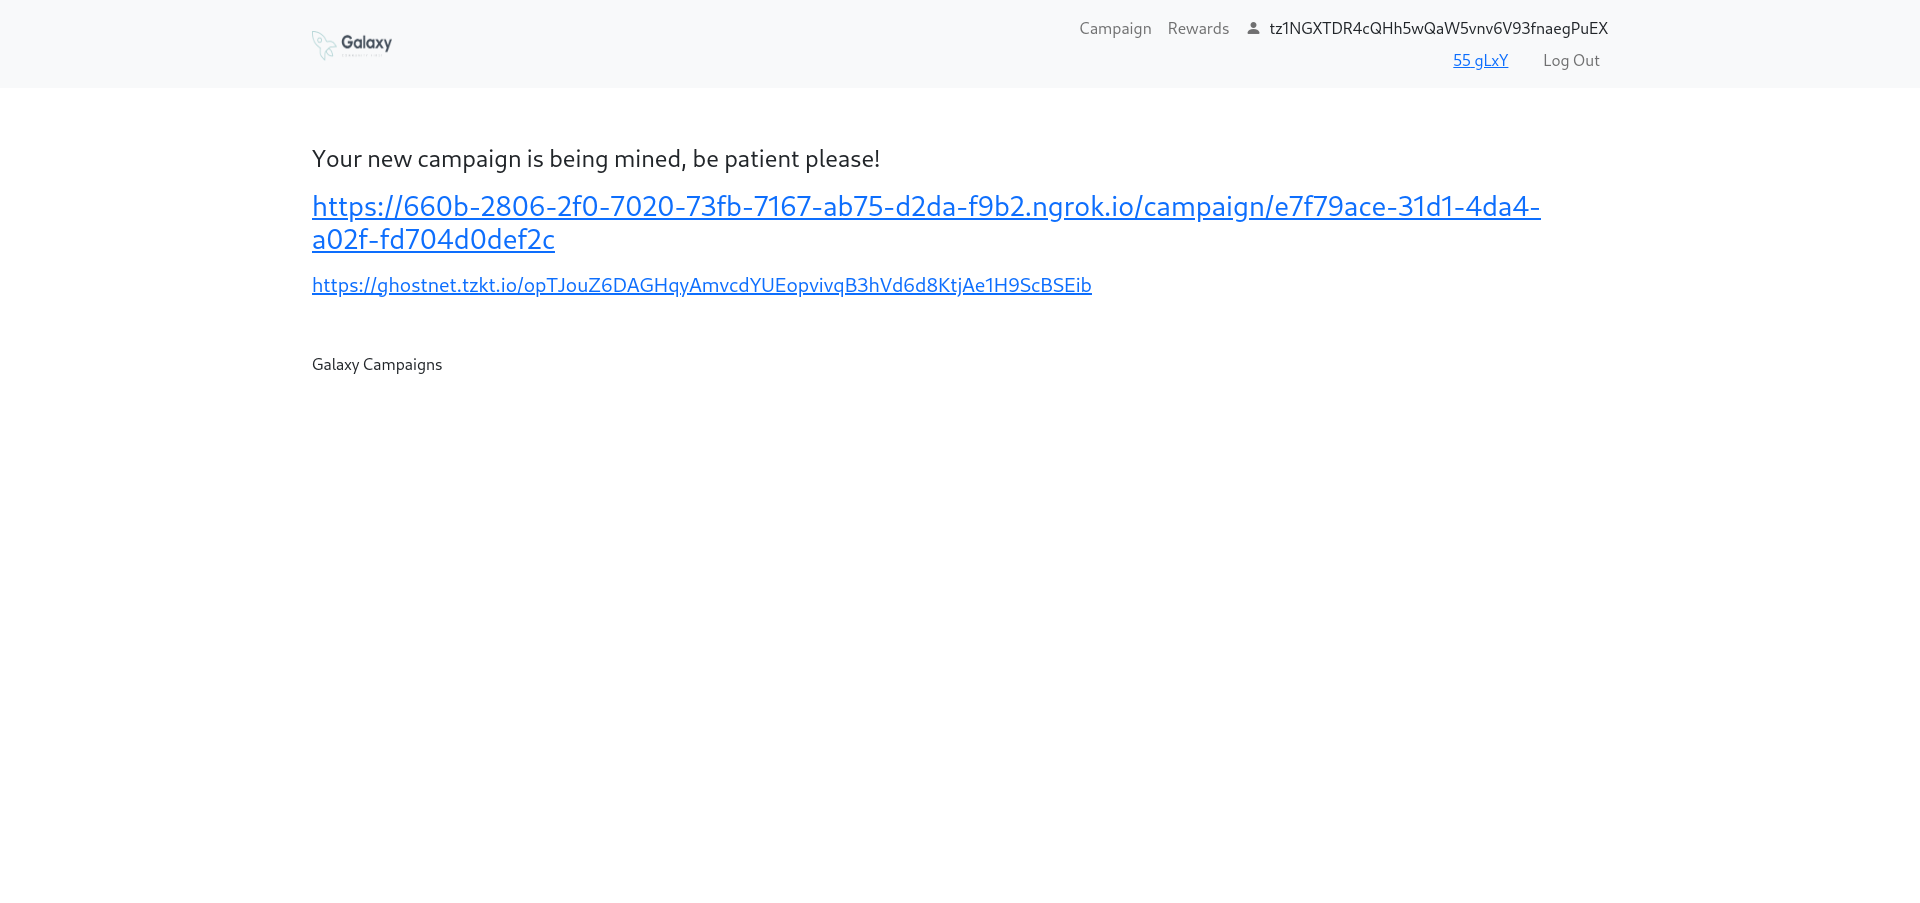 Galaxy
Campaign Rewards tz1NGXTDR4cQHh5wQaW5vnv6V93fnaegPuEX
55 gLxY Log Out
Your new campaign is being mined, be patient please!
https://660b-2806-2f0-7020-73fb-7167-ab75-d2da-f9b2.ngrok.io/campaign/e7f79ace-31d1-4da4-
a02f-fd704d0def2c
https://ghostnet.tzkt.io/opTJouZ6DAGHqyAmvcdYUEopvivqB3hVd6d8KtjAe1H9ScBSEib
Galaxy Campaigns